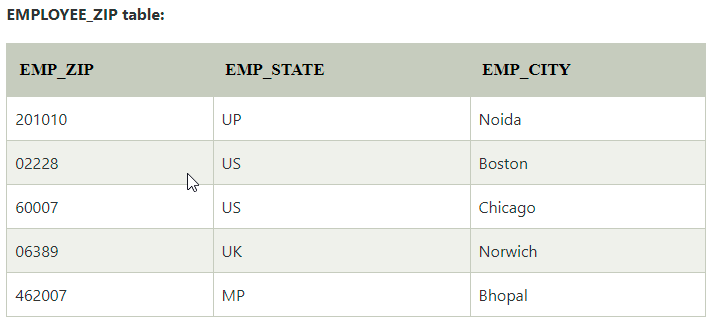 EMPLOYEE_ZIP table:
EMP_ZIP EMP_STATE EMP_CITY
201010 UP Noida
02228 US Boston
60007 US Chicago
06389 UK Norwich
462007 MP Bhopal